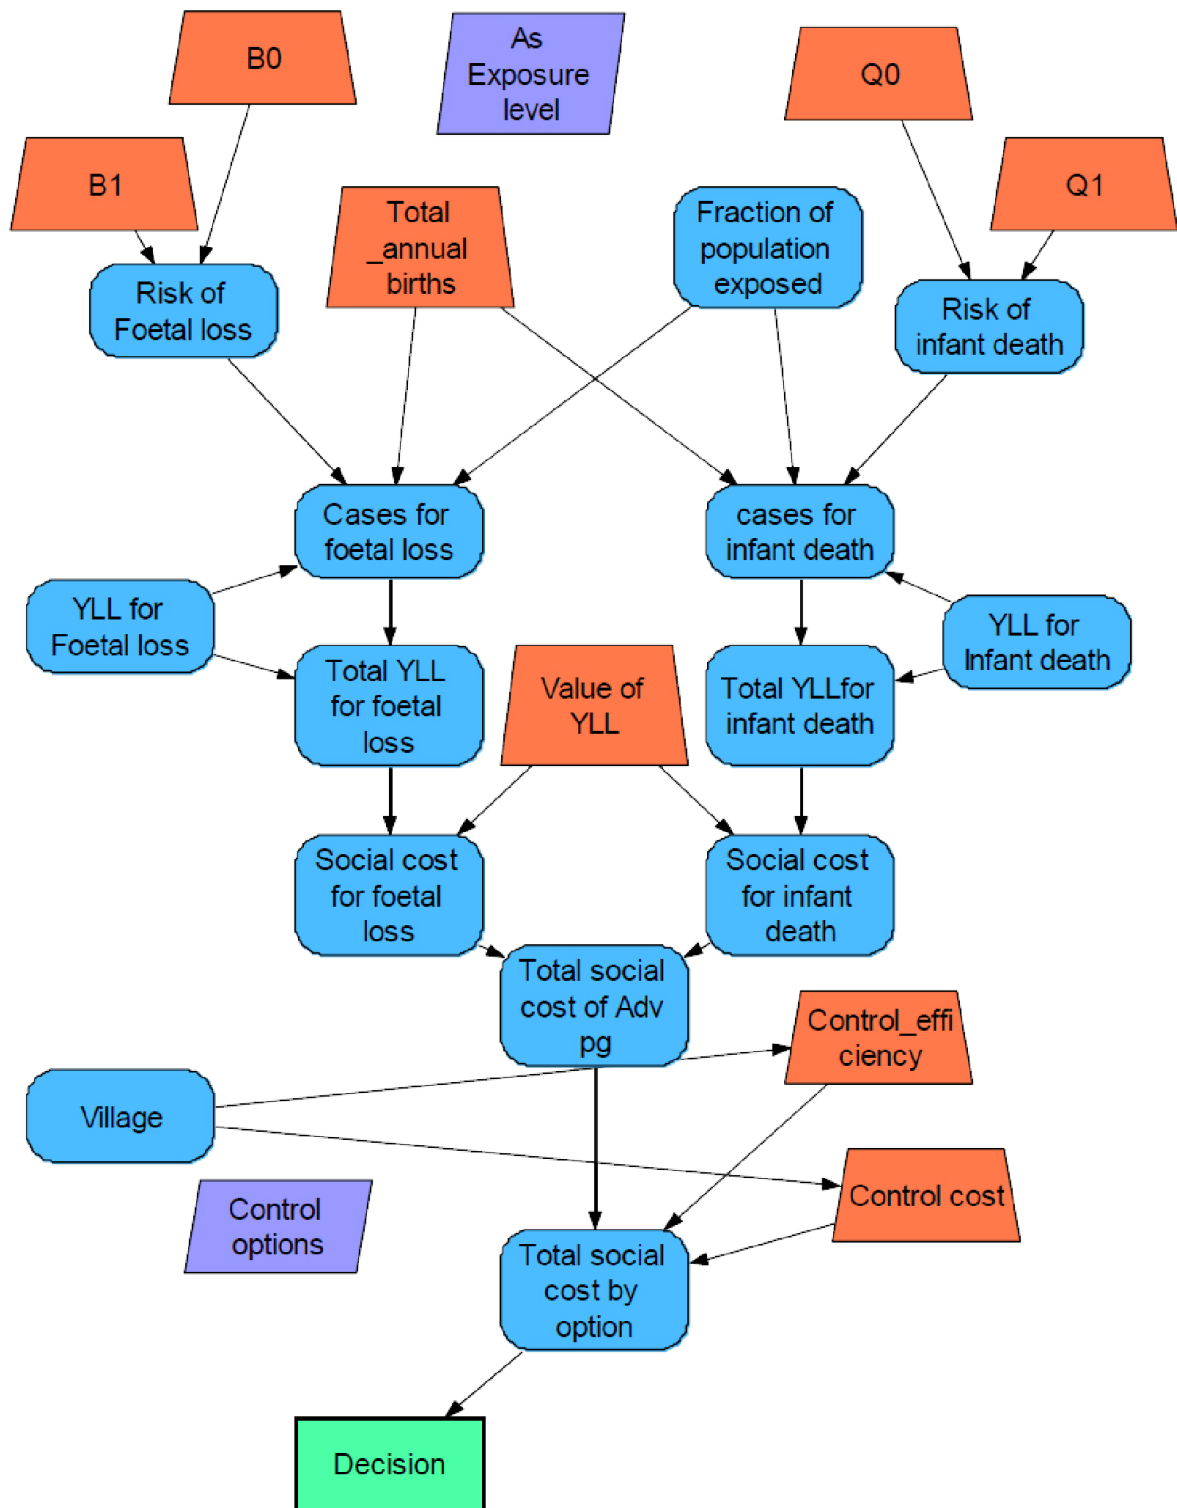 B0
As
Exposure
level
Q0
B1
Q1
Total
_annual
births
Fraction of
population
exposed
Risk of
Foetal loss
Risk of
infant death
Cases for
foetal loss
cases for
infant death
YLL for
Foetal loss
YLL for
Infant death
Total YLL
for foetal
loss
Value of
YLL
Total YLLfor
infant death
Social cost
for foetal
loss
Social cost
for infant
death
Total social
cost of Adv
pg
Control_effi
ciency
Village
Control cost
Control
options
Total social
cost by
option
Decision